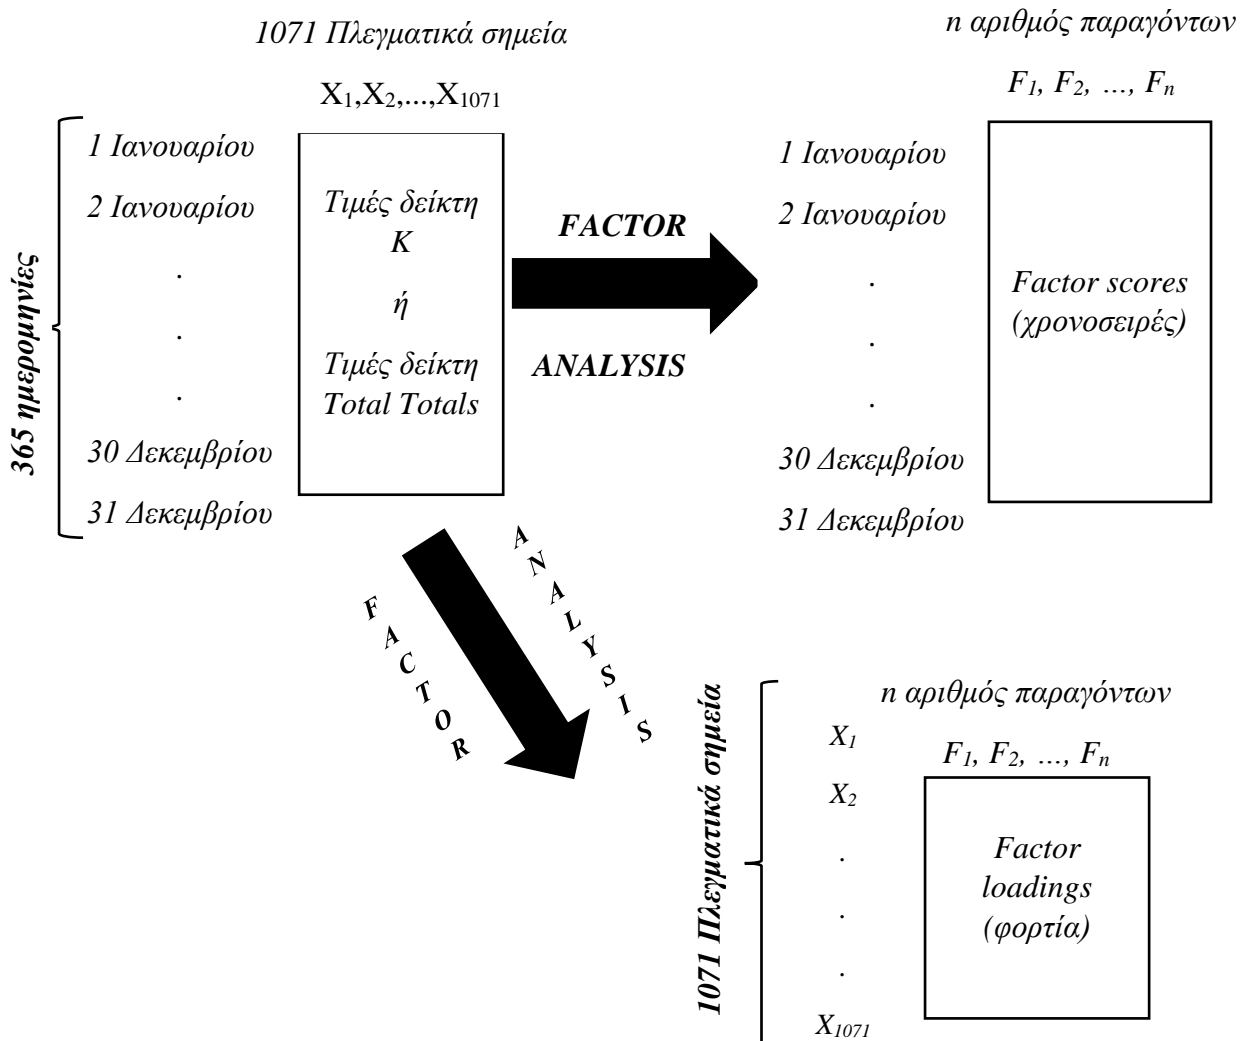 1071 Πλεγματικά σημεία
X1,X2,...,X1071
365 ημερομηνίες
1 Ιανουαρίου
2 Ιανουαρίου
.
.
.
30 Δεκεμβρίου
31 Δεκεμβρίου
Τιμές δείκτη
K
ή
Τιμές δείκτη
Total Totals
FACTOR
ANALYSIS
n αριθμός παραγόντων
F1, F2, ..., Fn
1 Ιανουαρίου
2 Ιανουαρίου
.
.
.
30 Δεκεμβρίου
31 Δεκεμβρίου
Factor scores
(χρονοσειρές)
FACTOR
ANALYSIS
1071 Πλεγματικά σημεία
n αριθμός παραγόντων
F1, F2, ..., Fn
X1
X2
.
.
.
X1071
Factor
loadings
(φορτία)